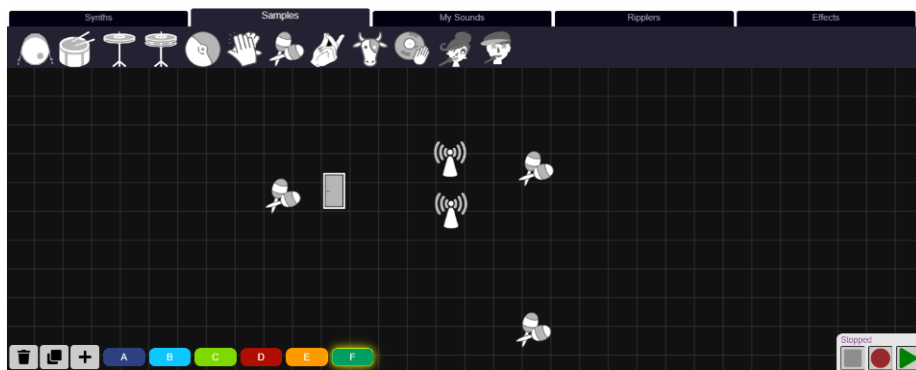 Synths
Samples
My Sounds
Ripplers
Effects
A
B
C
D
E
F
Stopped